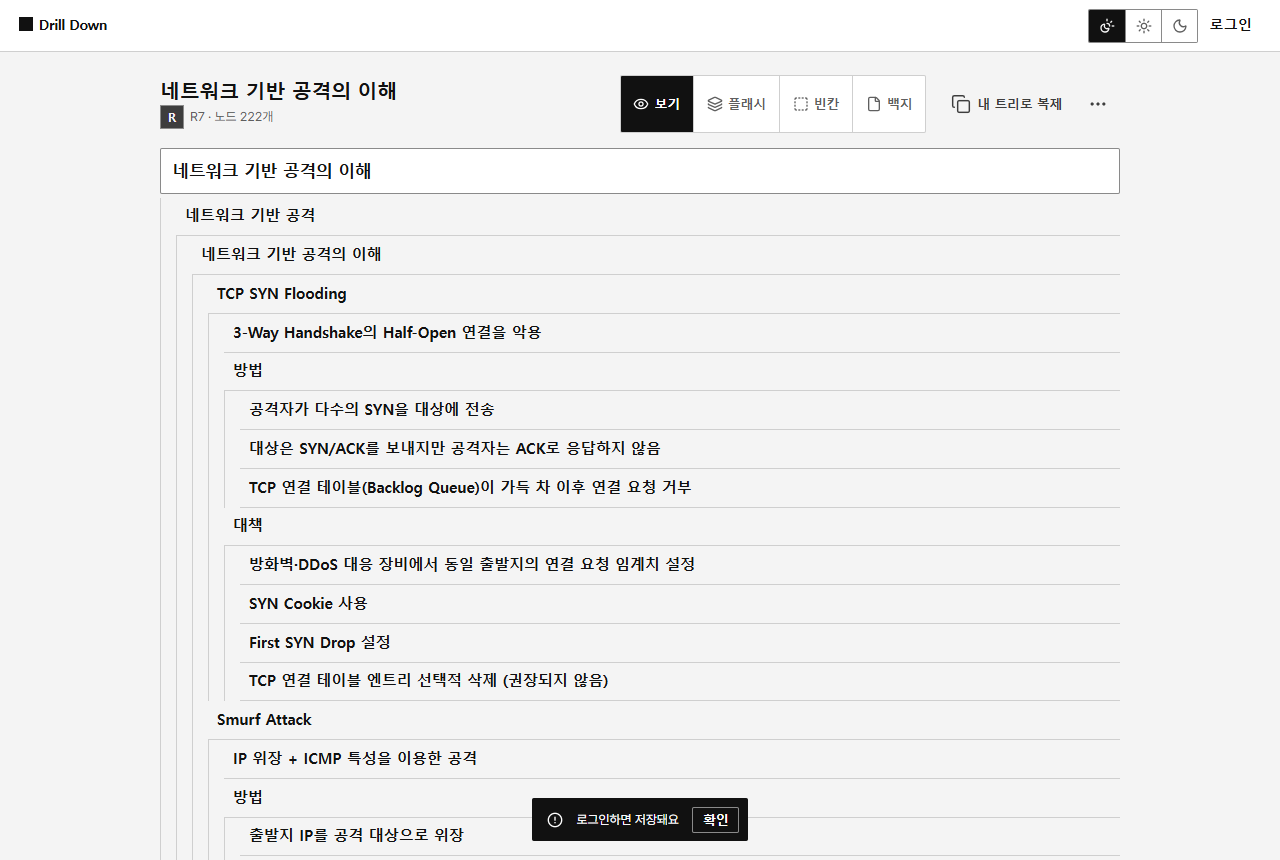 Drill Down
로그인
네트워크 기반 공격의 이해
R
R7 · 노드 222개
보기
플래시
빈칸
백지
내 트리로 복제
네트워크 기반 공격의 이해
네트워크 기반 공격
네트워크 기반 공격의 이해
TCP SYN Flooding
3-Way Handshake의 Half-Open 연결을 악용
방법
공격자가 다수의 SYN을 대상에 전송
대상은 SYN/ACK를 보내지만 공격자는 ACK로 응답하지 않음
TCP 연결 테이블(Backlog Queue)이 가득 차 이후 연결 요청 거부
대책
방화벽·DDoS 대응 장비에서 동일 출발지의 연결 요청 임계치 설정
SYN Cookie 사용
First SYN Drop 설정
TCP 연결 테이블 엔트리 선택적 삭제 (권장되지 않음)
Smurf Attack
IP 위장 + ICMP 특성을 이용한 공격
방법
출발지 IP를 공격 대상으로 위장
로그인하면 저장돼요
확인